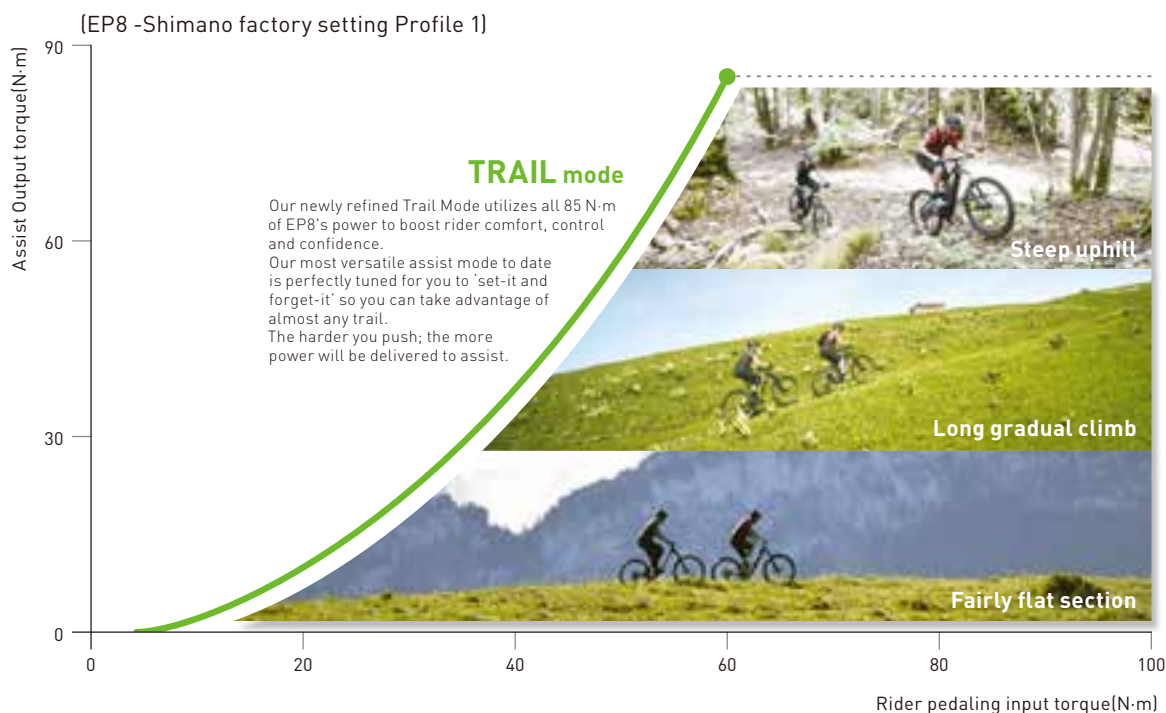 (EP8 -Shimano factory setting Profile 1)
Assist Output torque(N·m)
90
60
30
0
TRAIL mode
Our newly refined Trail Mode utilizes all 85 N·m
of EP8's power to boost rider comfort, control
and confidence.
Our most versatile assist mode to date
is perfectly tuned for you to 'set-it and
forget-it' so you can take advantage of
almost any trail.
The harder you push; the more
power will be delivered to assist.
Steep uphill
Long gradual climb
Fairly flat section
0 20 40 60 80 100
Rider pedaling input torque(N·m)